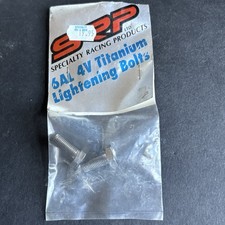 SRP
SPECIALTY RACING PRODUCTS
6AL 4V Titanium
Lightening Bolts